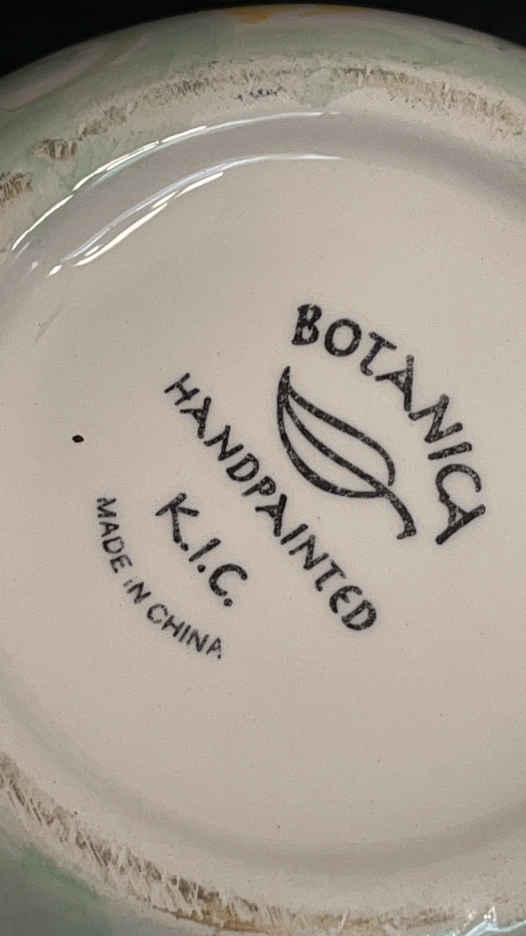 BOTANICA
HANDPAINTED
K.I.C.
MADE iN CHINA